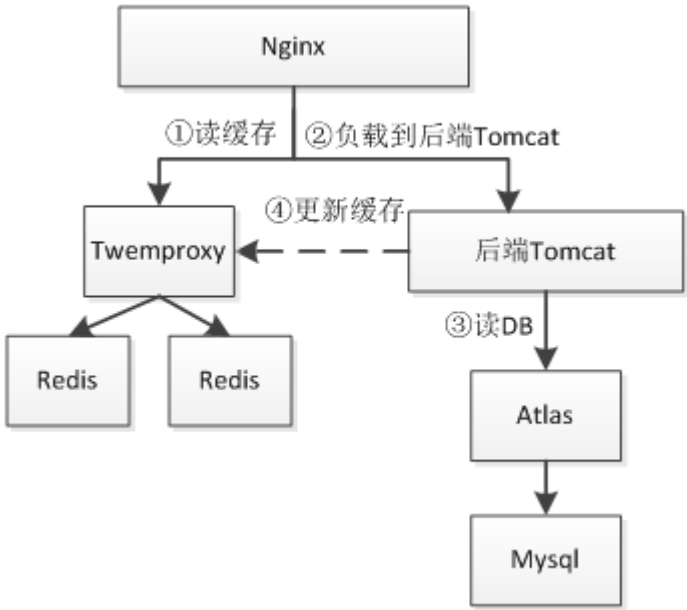 Nginx
①读缓存
②负载到后端Tomcat
④更新缓存
Twemproxy
后端Tomcat
③读DB
Redis
Redis
Atlas
Mysql